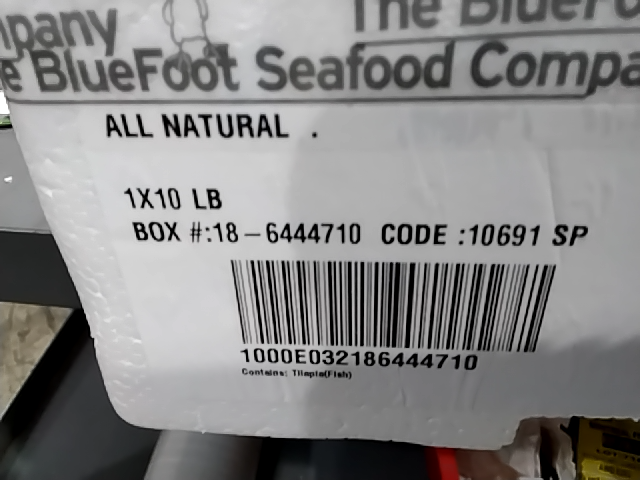 mpany
The BlueFo
e BlueFoot Seafood Compa
ALL NATURAL .
1X10 LB
BOX #:18-6444710 CODE :10691 SP
1000E032186444710
Contains: Tilapia(Fish)